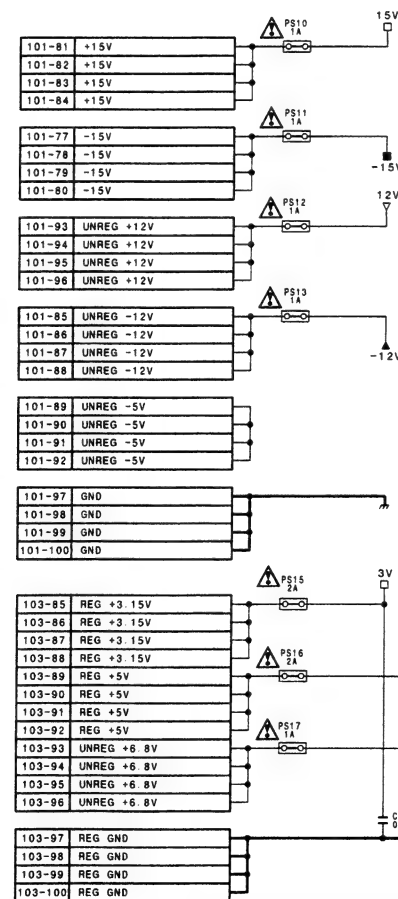 PS10
1A
15V
101-81 +15V
101-82 +15V
101-83 +15V
101-84 +15V
PS11
1A
101-77 -15V
101-78 -15V
101-79 -15V
101-80 -15V
-15V
PS12
1A
12V
101-93 UNREG +12V
101-94 UNREG +12V
101-95 UNREG +12V
101-96 UNREG +12V
PS13
1A
101-85 UNREG -12V
101-86 UNREG -12V
101-87 UNREG -12V
101-88 UNREG -12V
-12V
101-89 UNREG -5V
101-90 UNREG -5V
101-91 UNREG -5V
101-92 UNREG -5V
101-97 GND
101-98 GND
101-99 GND
101-100 GND
PS15
2A
3V
103-85 REG +3.15V
103-86 REG +3.15V
103-87 REG +3.15V
103-88 REG +3.15V
PS16
2A
103-89 REG +5V
103-90 REG +5V
103-91 REG +5V
103-92 REG +5V
PS17
1A
103-93 UNREG +6.8V
103-94 UNREG +6.8V
103-95 UNREG +6.8V
103-96 UNREG +6.8V
C
0
103-97 REG GND
103-98 REG GND
103-99 REG GND
103-100 REG GND